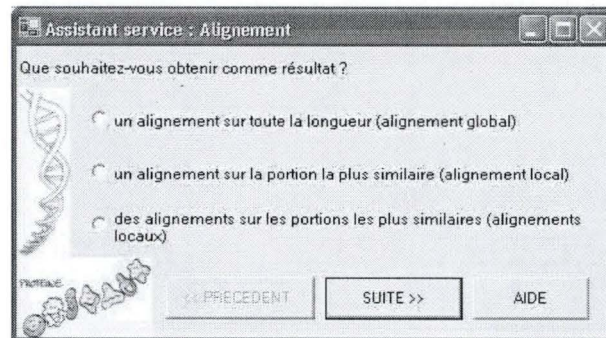 Assistant service : Alignement
Que souhaitez-vous obtenir comme résultat ?
un alignement sur toute la longueur (alignement global)
un alignement sur la portion la plus similaire (alignement local)
des alignements sur les portions les plus similaires (alignements
locaux)
<< PRECEDENT
SUITE >>
AIDE